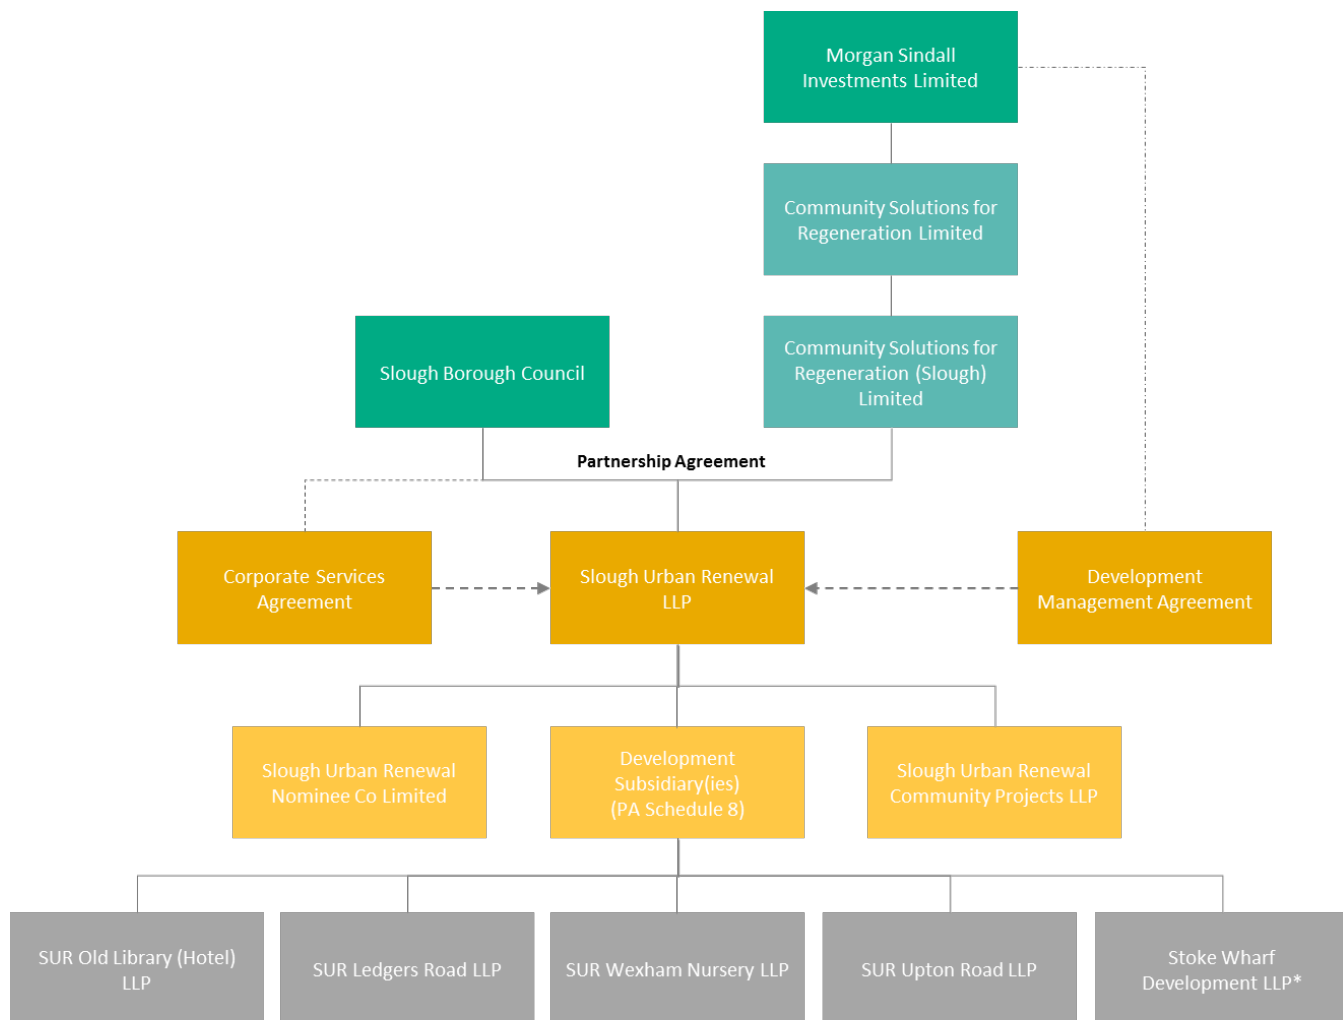 Morgan Sindall
Investments Limited
Community Solutions for
Regeneration Limited
Slough Borough Council
Community Solutions for
Regeneration (Slough)
Limited
Partnership Agreement
Corporate Services
Agreement
Slough Urban Renewal
LLP
Development
Management Agreement
Slough Urban Renewal
Nominee Co Limited
Development
Subsidiary(ies)
(PA Schedule 8)
Slough Urban Renewal
Community Projects LLP
SUR Old Library (Hotel)
LLP
SUR Ledgers Road LLP
SUR Wexham Nursery LLP
SUR Upton Road LLP
Stoke Wharf
Development LLP*